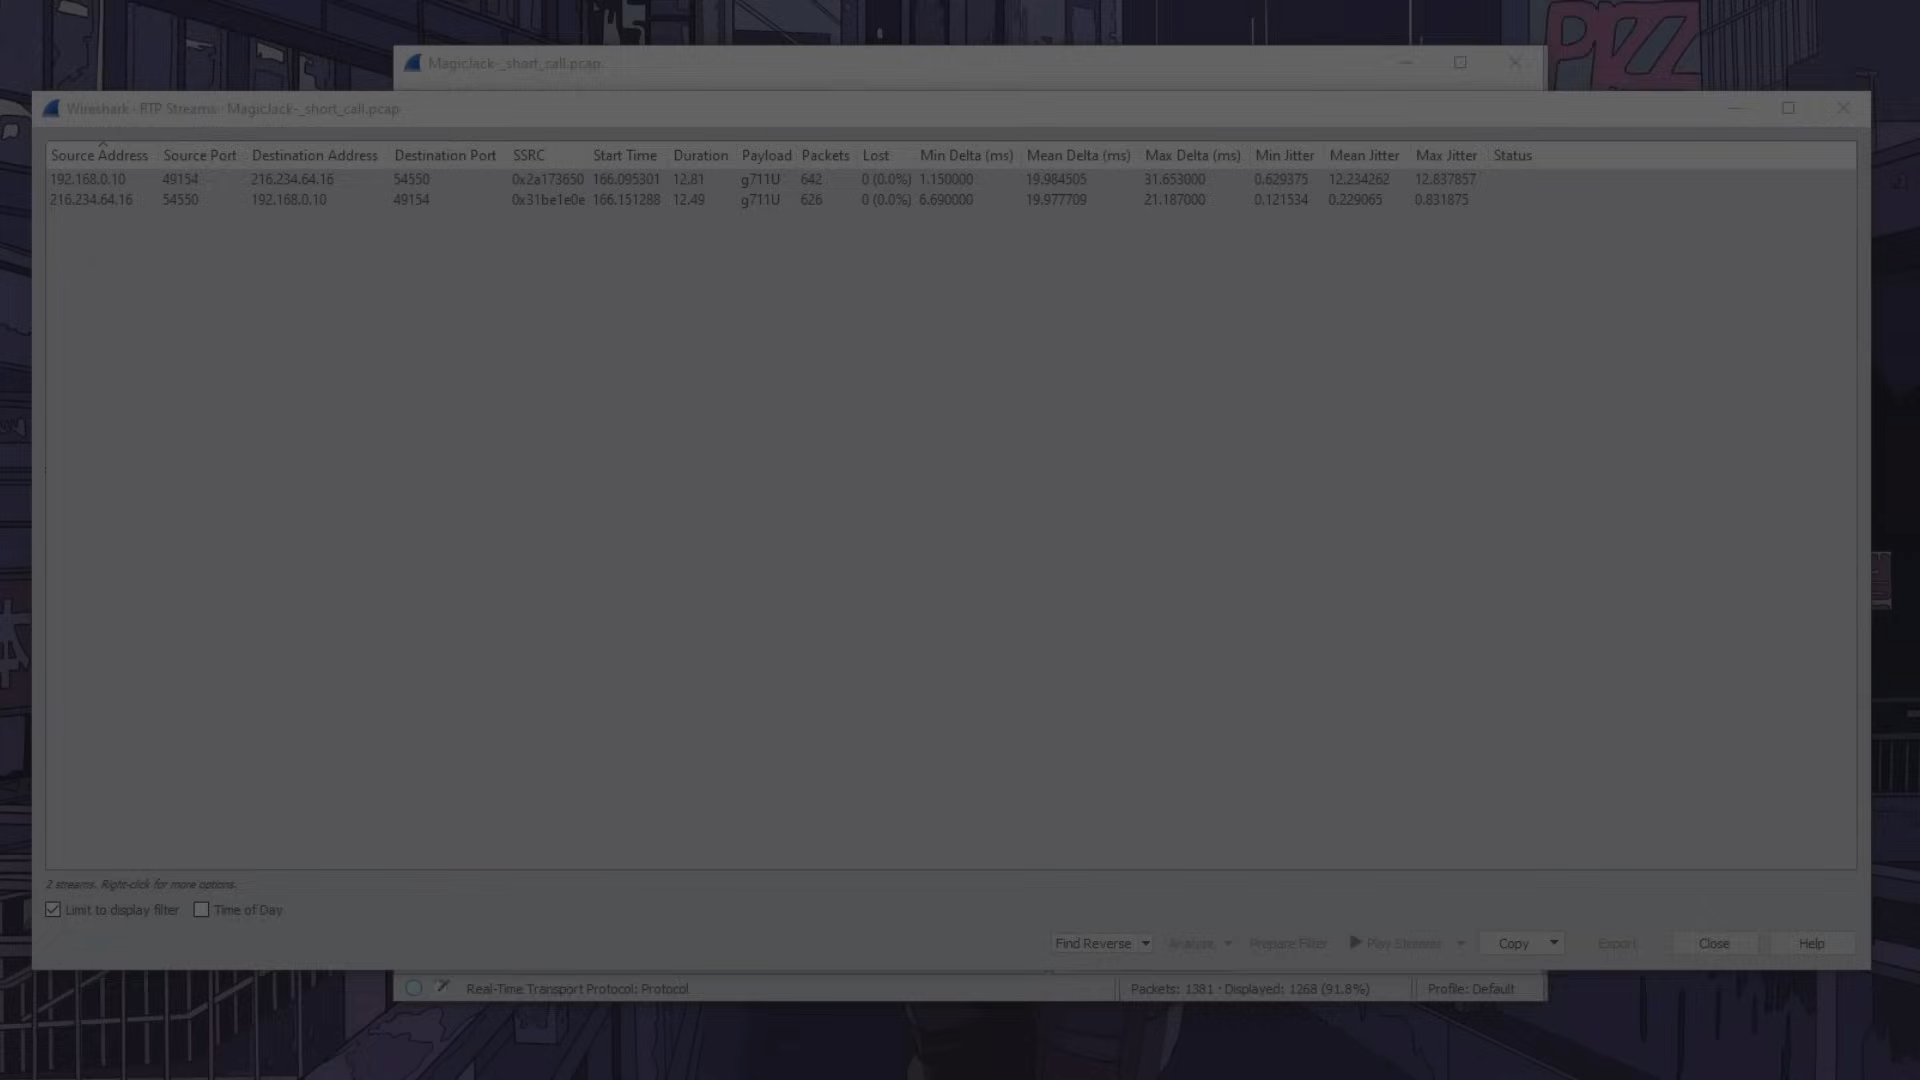 PIZZ
MagicJack-_short_call.pcap
Wireshark · RTP Streams · MagicJack-_short_call.pcap
Source Address Source Port Destination Address Destination Port SSRC Start Time Duration Payload Packets Lost Min Delta (ms) Mean Delta (ms) Max Delta (ms) Min Jitter Mean Jitter Max Jitter Status
192.168.0.10 49154 216.234.64.16 54550 0x2a173650 166.095301 12.81 g711U 642 0 (0.0%) 1.150000 19.984505 31.653000 0.629375 12.234262 12.837857
216.234.64.16 54550 192.168.0.10 49154 0x31be1e0e 166.151288 12.49 g711U 626 0 (0.0%) 6.690000 19.977709 21.187000 0.121534 0.229065 0.831875
2 streams. Right-click for more options.
Limit to display filter Time of Day
Find Reverse Analyze Prepare Filter Play Streams Copy Export Close Help
Real-Time Transport Protocol: Protocol Packets: 1381 · Displayed: 1268 (91.8%) Profile: Default